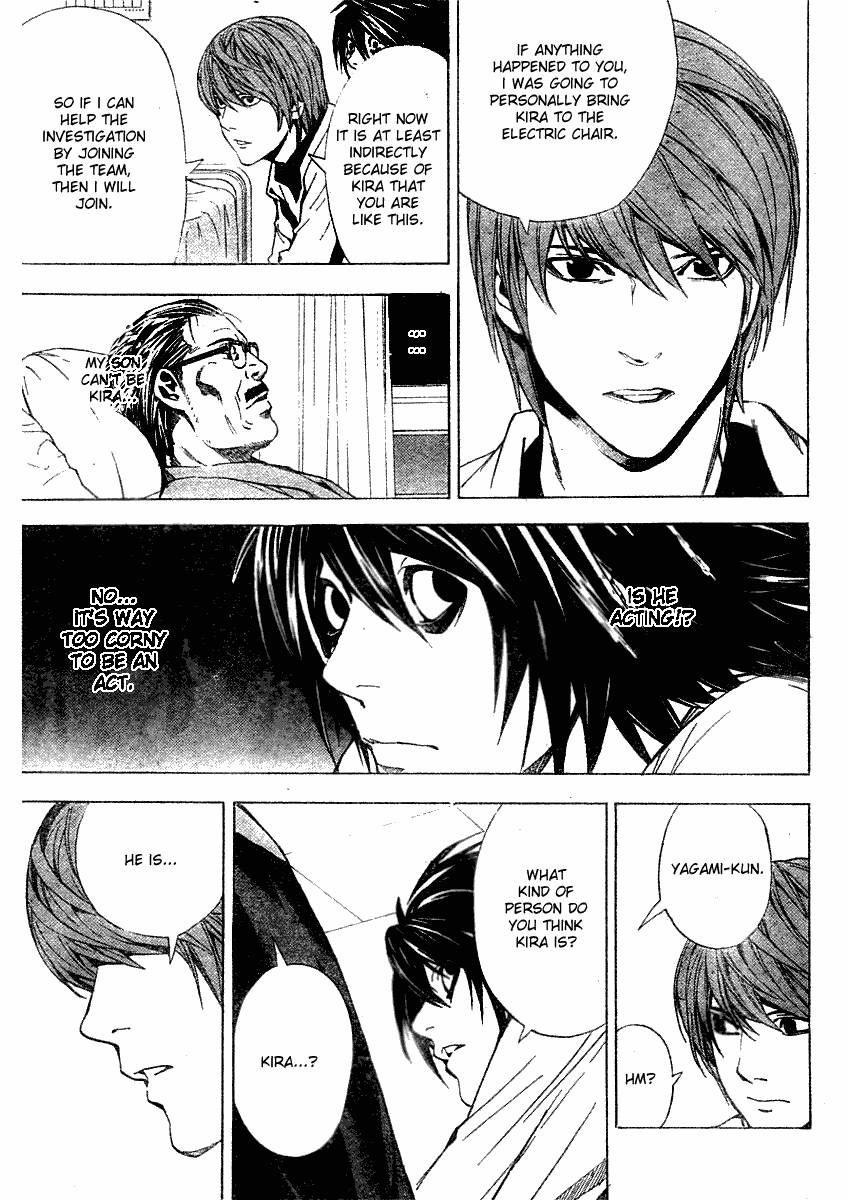 IF ANYTHING
HAPPENED TO YOU,
I WAS GOING TO
PERSONALLY BRING
KIRA TO THE
ELECTRIC CHAIR.
RIGHT NOW
IT IS AT LEAST
INDIRECTLY
BECAUSE OF
KIRA THAT
YOU ARE
LIKE THIS.
SO IF I CAN
HELP THE
INVESTIGATION
BY JOINING
THE TEAM,
THEN I WILL
JOIN.
...
...
MY SON
CAN'T BE
KIRA...
IS HE
ACTING!?
NO...
IT'S WAY
TOO CORNY
TO BE AN
ACT.
YAGAMI-KUN.
HM?
WHAT
KIND OF
PERSON DO
YOU THINK
KIRA IS?
KIRA...?
HE IS...